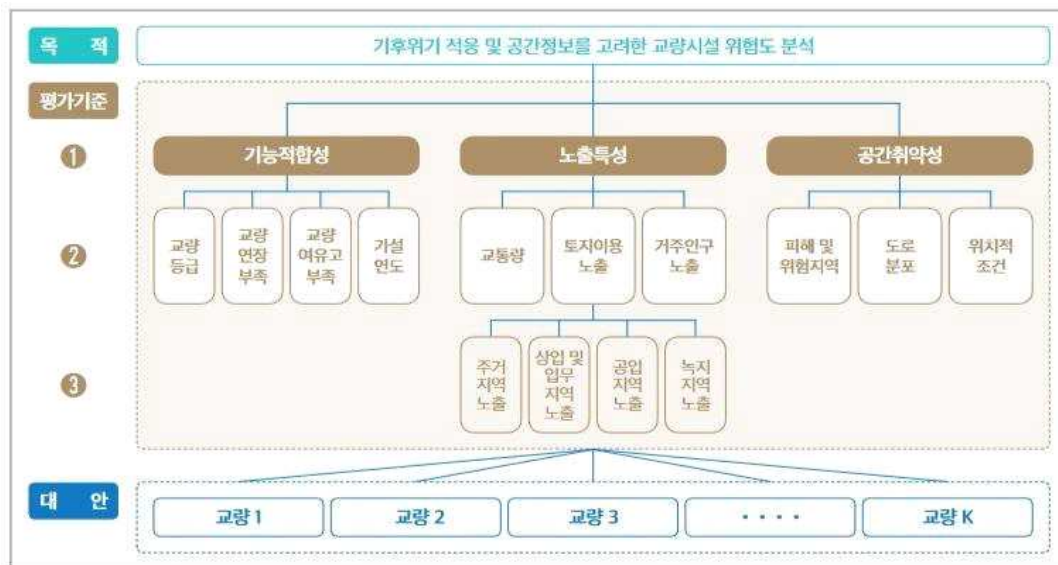 목 적
기후위기 적응 및 공간정보를 고려한 교량시설 위험도 분석
평가기준
❶
기능적합성
노출특성
공간취약성
❷
교량
등급
교량
연장
부족
교량
여유고
부족
가설
연도
교통량
토지이용
노출
거주인구
노출
피해 및
위험지역
도로
분포
위치적
조건
❸
주거
지역
노출
상업 및
업무
지역
노출
공업
지역
노출
녹지
지역
노출
대 안
교량 1
교량 2
교량 3
· · · ·
교량 K